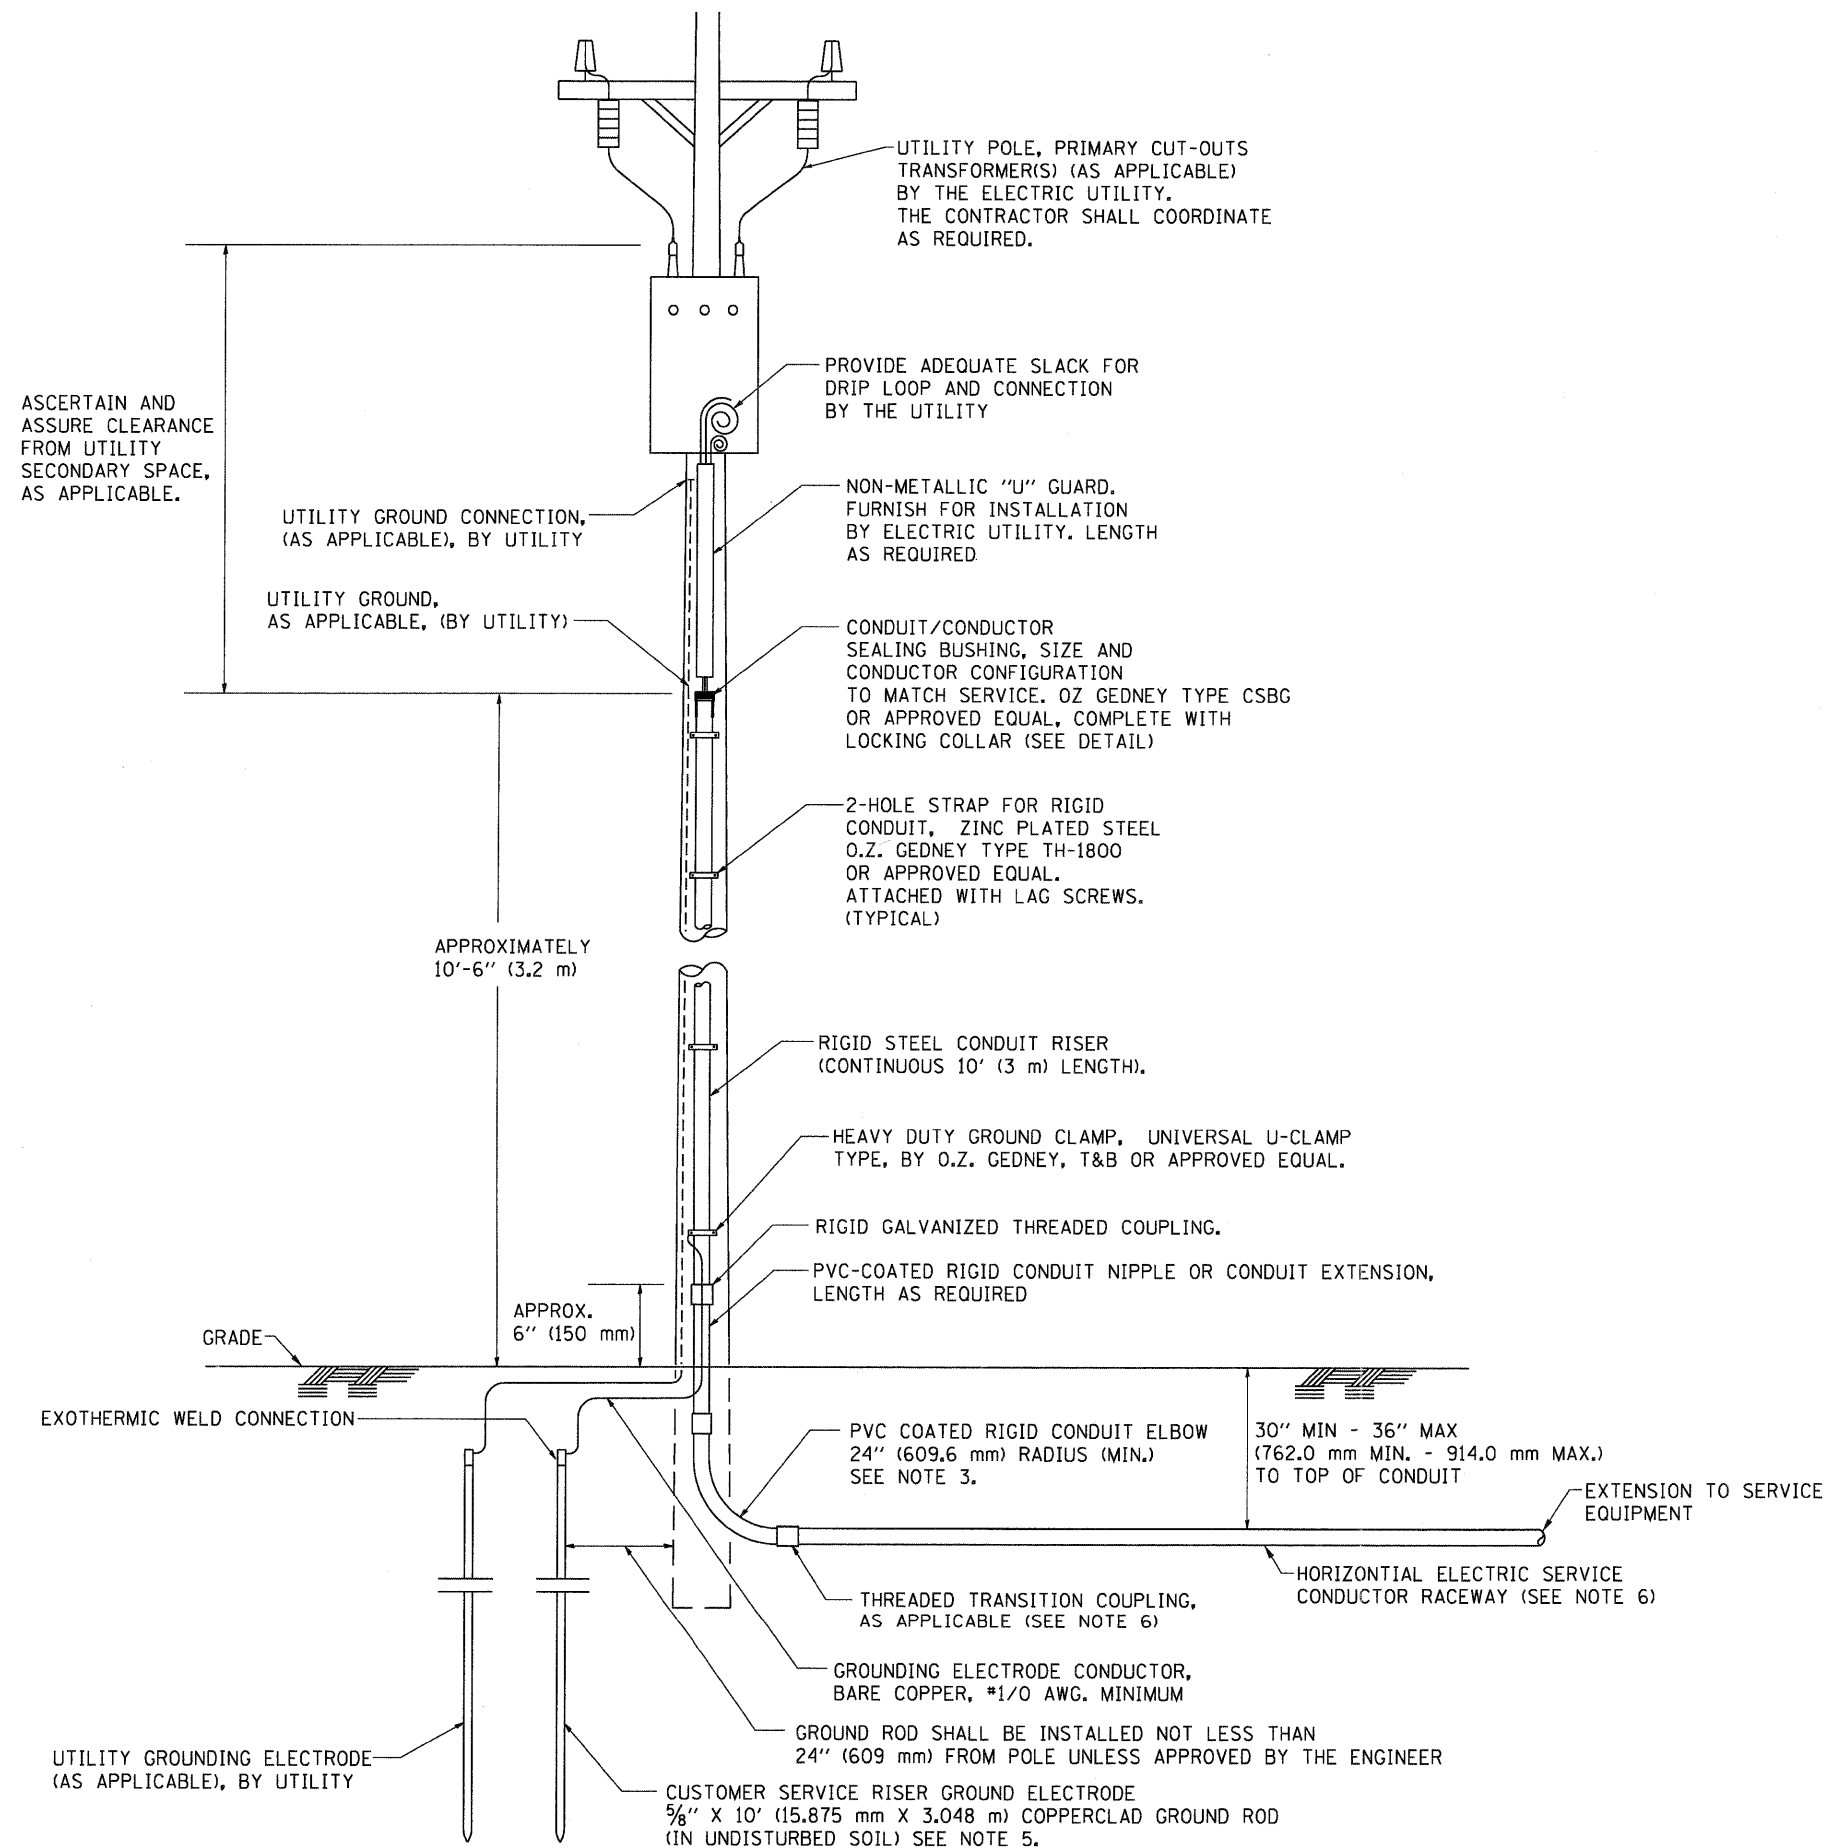 UTILITY POLE, PRIMARY CUT-OUTS
TRANSFORMER(S) (AS APPLICABLE)
BY THE ELECTRIC UTILITY.
THE CONTRACTOR SHALL COORDINATE
AS REQUIRED.
PROVIDE ADEQUATE SLACK FOR
DRIP LOOP AND CONNECTION
BY THE UTILITY
ASCERTAIN AND
ASSURE CLEARANCE
FROM UTILITY
SECONDARY SPACE,
AS APPLICABLE.
NON-METALLIC "U" GUARD.
FURNISH FOR INSTALLATION
BY ELECTRIC UTILITY. LENGTH
AS REQUIRED
UTILITY GROUND CONNECTION,
(AS APPLICABLE), BY UTILITY
UTILITY GROUND,
AS APPLICABLE, (BY UTILITY)
CONDUIT/CONDUCTOR
SEALING BUSHING, SIZE AND
CONDUCTOR CONFIGURATION
TO MATCH SERVICE. OZ GEDNEY TYPE CSBG
OR APPROVED EQUAL, COMPLETE WITH
LOCKING COLLAR (SEE DETAIL)
2-HOLE STRAP FOR RIGID
CONDUIT, ZINC PLATED STEEL
O.Z. GEDNEY TYPE TH-1800
OR APPROVED EQUAL.
ATTACHED WITH LAG SCREWS.
(TYPICAL)
APPROXIMATELY
10'-6" (3.2 m)
RIGID STEEL CONDUIT RISER
(CONTINUOUS 10' (3 m) LENGTH).
HEAVY DUTY GROUND CLAMP, UNIVERSAL U-CLAMP
TYPE, BY O.Z. GEDNEY, T&B OR APPROVED EQUAL.
RIGID GALVANIZED THREADED COUPLING.
PVC-COATED RIGID CONDUIT NIPPLE OR CONDUIT EXTENSION,
LENGTH AS REQUIRED
APPROX.
6" (150 mm)
GRADE
EXOTHERMIC WELD CONNECTION
PVC COATED RIGID CONDUIT ELBOW
24" (609.6 mm) RADIUS (MIN.)
SEE NOTE 3.
30" MIN - 36" MAX
(762.0 mm MIN. - 914.0 mm MAX.)
TO TOP OF CONDUIT
EXTENSION TO SERVICE
EQUIPMENT
HORIZONTIAL ELECTRIC SERVICE
CONDUCTOR RACEWAY (SEE NOTE 6)
THREADED TRANSITION COUPLING,
AS APPLICABLE (SEE NOTE 6)
GROUNDING ELECTRODE CONDUCTOR,
BARE COPPER, #1/0 AWG. MINIMUM
GROUND ROD SHALL BE INSTALLED NOT LESS THAN
24" (609 mm) FROM POLE UNLESS APPROVED BY THE ENGINEER
UTILITY GROUNDING ELECTRODE
(AS APPLICABLE), BY UTILITY
CUSTOMER SERVICE RISER GROUND ELECTRODE
5/8" X 10' (15.875 mm X 3.048 m) COPPERCLAD GROUND ROD
(IN UNDISTURBED SOIL) SEE NOTE 5.